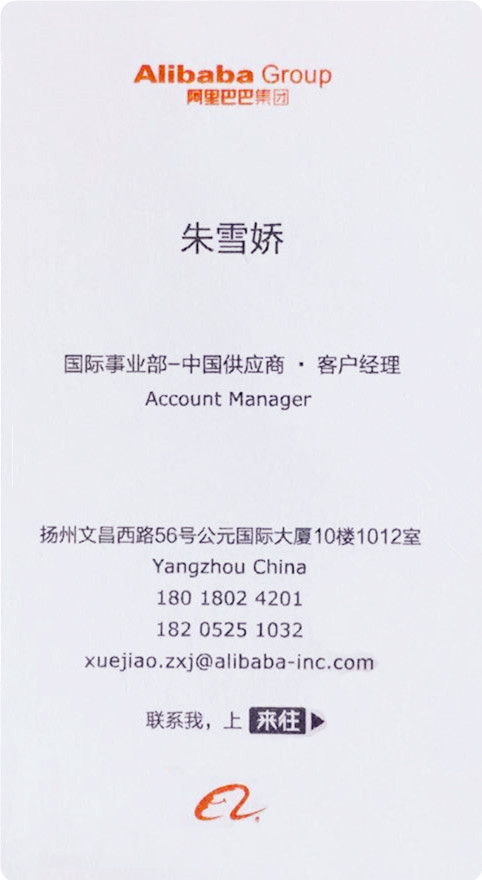 Alibaba Group
阿里巴巴集团
朱雪娇
国际事业部-中国供应商 · 客户经理
Account Manager
扬州文昌西路56号公元国际大厦10楼1012室
Yangzhou China
180 1802 4201
182 0525 1032
xuejiao.zxj@alibaba-inc.com
联系我，上 来往